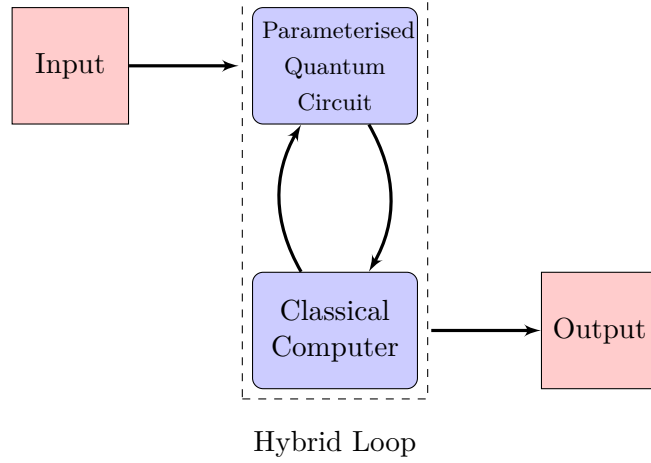 Input
Parameterised
Quantum
Circuit
Classical
Computer
Output
Hybrid Loop